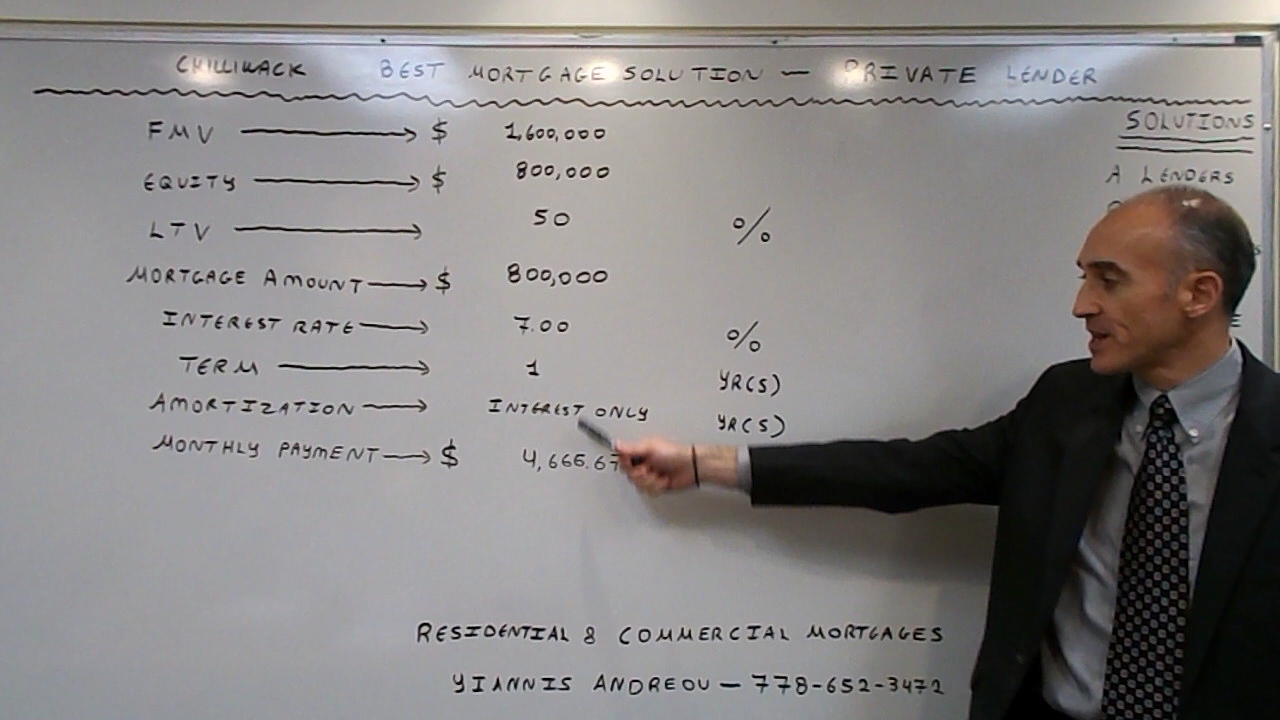 CHILLIWACK BEST MORTGAGE SOLUTION — PRIVATE LENDER
FMV → $ 1,600,000
EQUITY → $ 800,000
LTV → 50 %
MORTGAGE AMOUNT → $ 800,000
INTEREST RATE → 7.00 %
TERM → 1 YR(S)
AMORTIZATION → INTEREST ONLY YR(S)
MONTHLY PAYMENT → $ 4,666.67
SOLUTIONS
A LENDERS
RESIDENTIAL & COMMERCIAL MORTGAGES
YIANNIS ANDREOU — 778-652-3472